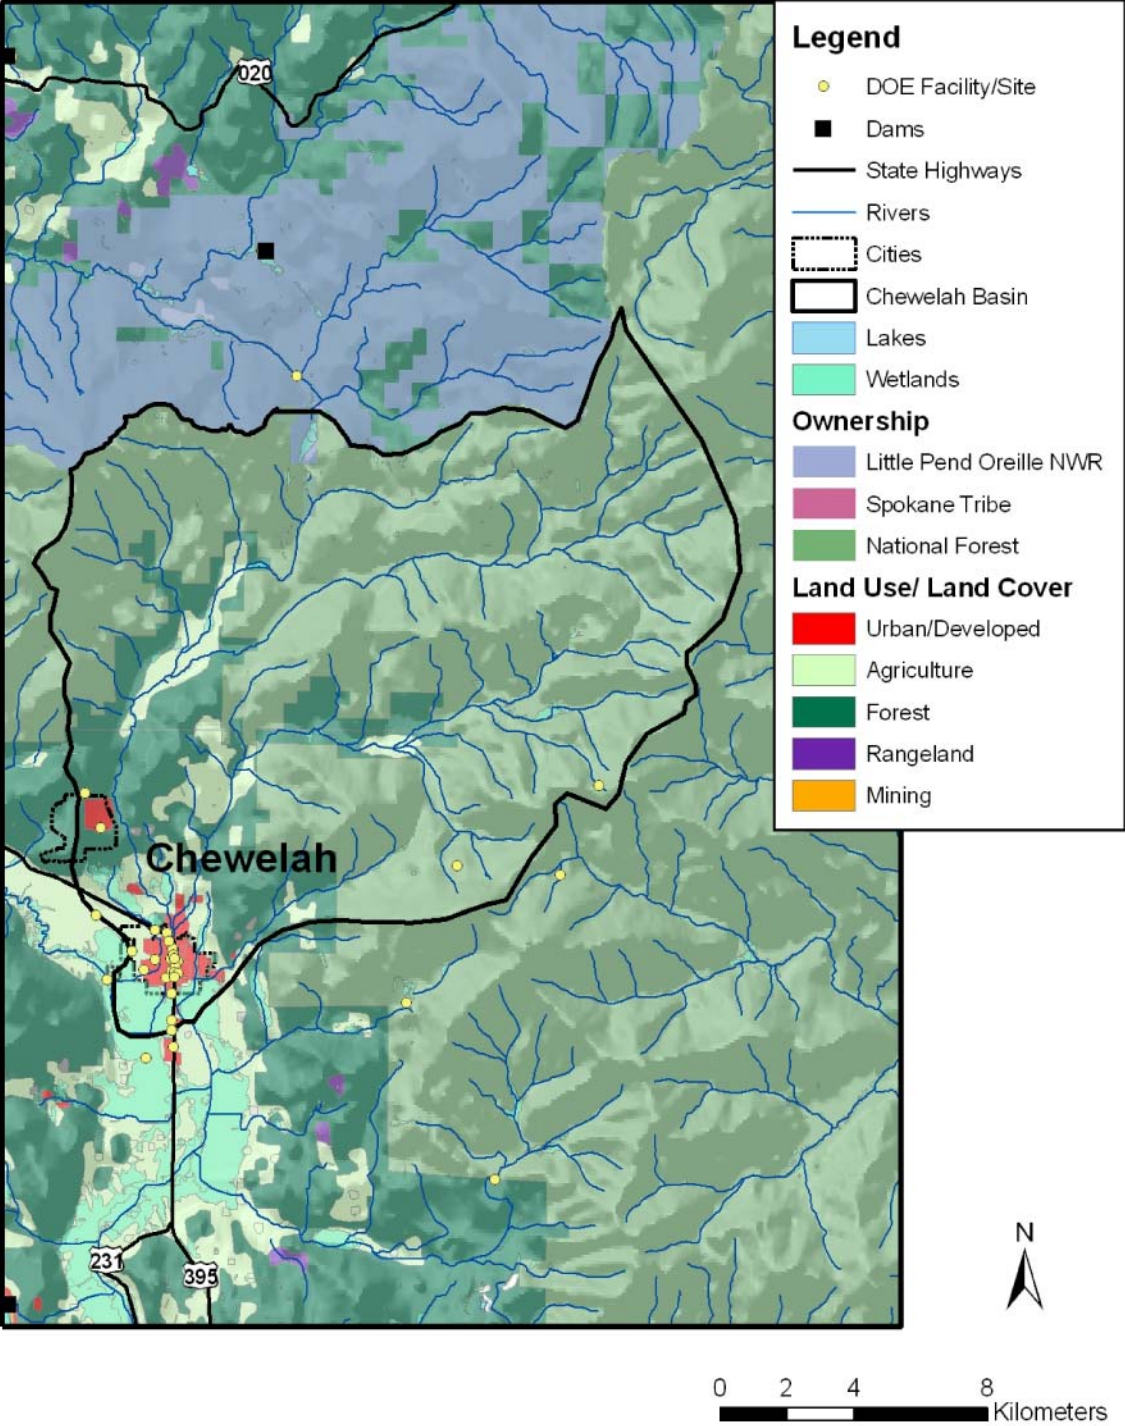 Legend
DOE Facility/Site
Dams
State Highways
Rivers
Cities
Chewelah Basin
Lakes
Wetlands
Ownership
Little Pend Oreille NWR
Spokane Tribe
National Forest
Land Use/ Land Cover
Urban/Developed
Agriculture
Forest
Rangeland
Mining
020
Chewelah
231
395
N
0 2 4 8
Kilometers